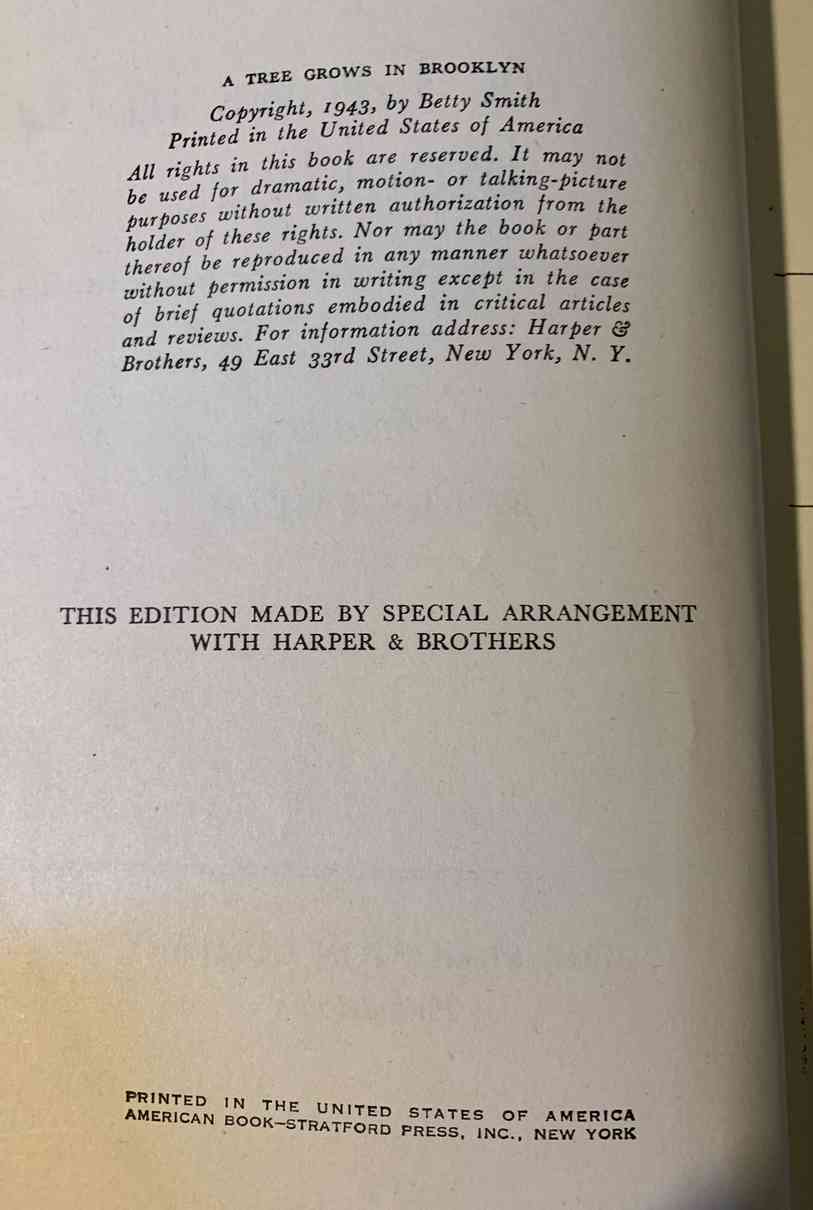 A TREE GROWS IN BROOKLYN
Copyright, 1943, by Betty Smith
Printed in the United States of America
All rights in this book are reserved. It may not
be used for dramatic, motion- or talking-picture
purposes without written authorization from the
holder of these rights. Nor may the book or part
thereof be reproduced in any manner whatsoever
without permission in writing except in the case
of brief quotations embodied in critical articles
and reviews. For information address: Harper &
Brothers, 49 East 33rd Street, New York, N. Y.
THIS EDITION MADE BY SPECIAL ARRANGEMENT
WITH HARPER & BROTHERS
PRINTED IN THE UNITED STATES OF AMERICA
AMERICAN BOOK–STRATFORD PRESS, INC., NEW YORK